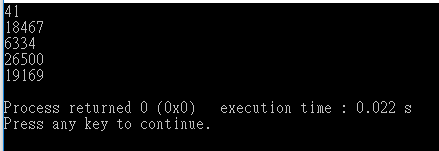 41
18467
6334
26500
19169
Process returned 0 (0x0)   execution time : 0.022 s
Press any key to continue.